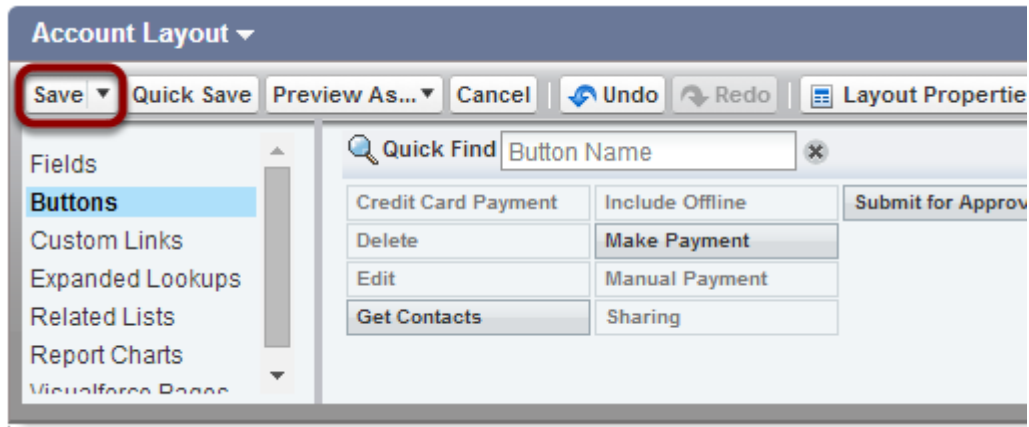 Account Layout
Save Quick Save Preview As... Cancel Undo Redo Layout Propertie
Quick Find Button Name
Fields
Buttons
Custom Links
Expanded Lookups
Related Lists
Report Charts
Visualforce Pages
Credit Card Payment Include Offline Submit for Approv
Delete Make Payment
Edit Manual Payment
Get Contacts Sharing